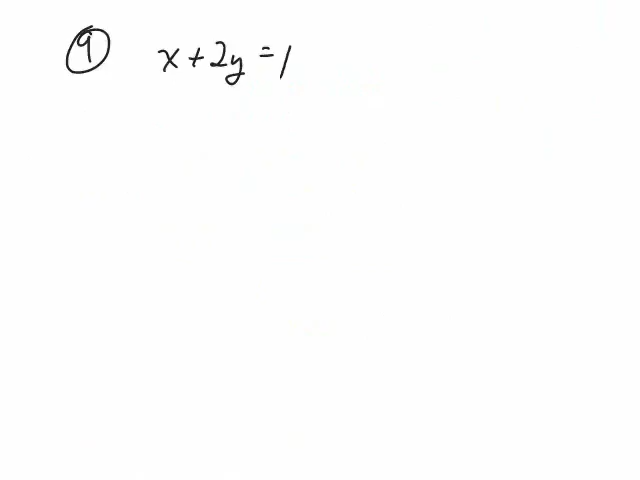 9 x + 2y = 1